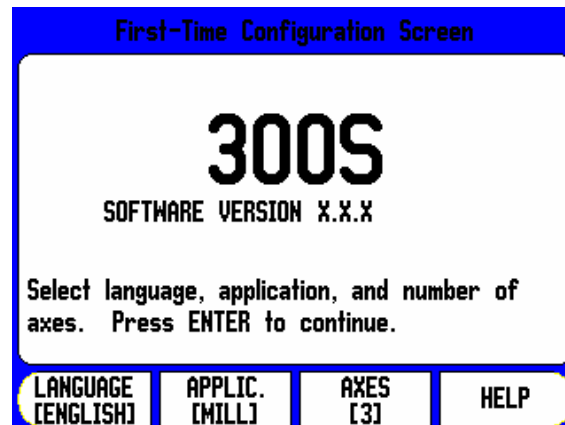 First-Time Configuration Screen
300S
SOFTWARE VERSION X.X.X
Select language, application, and number of
axes. Press ENTER to continue.
LANGUAGE
[ENGLISH]
APPLIC.
[MILL]
AXES
[3]
HELP